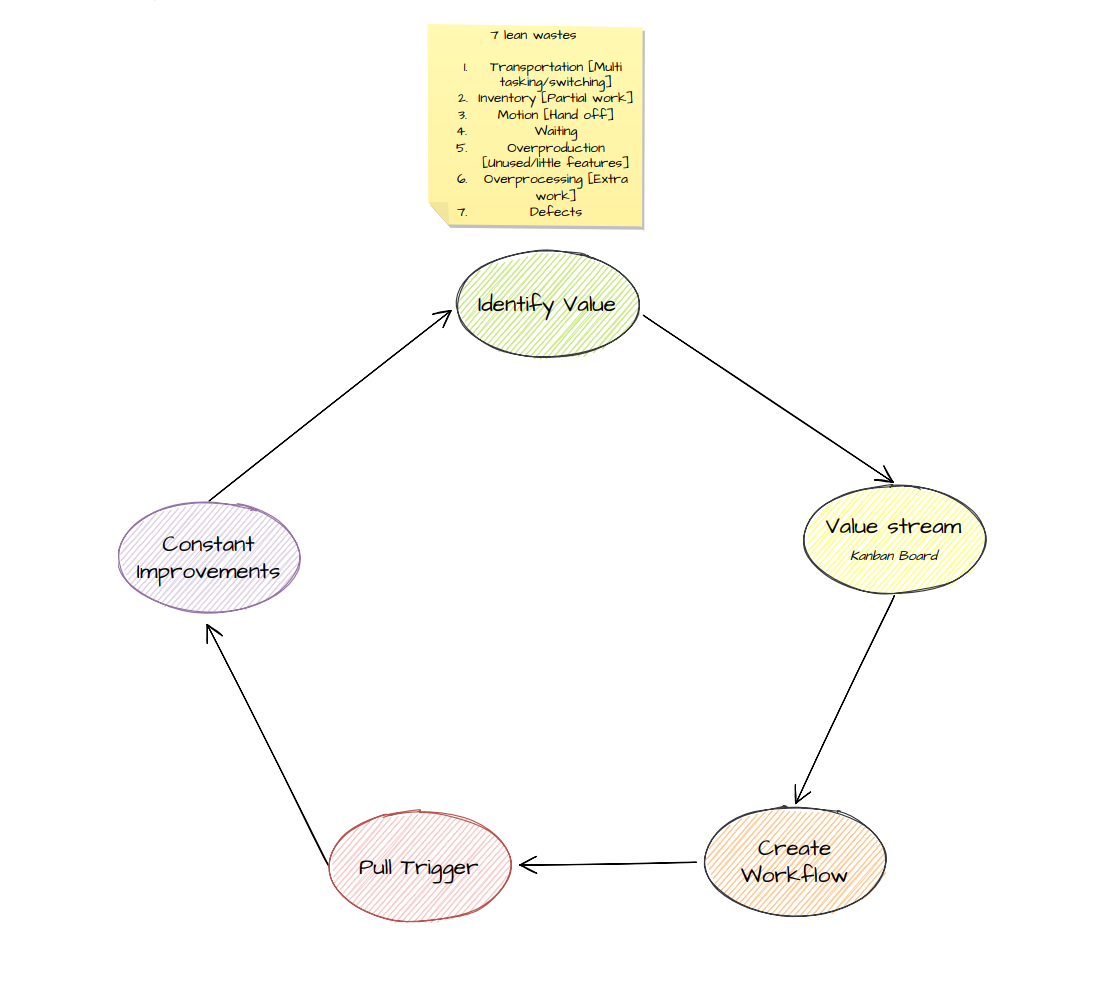 7 lean wastes
1. Transportation [Multi
tasking/switching]
2. Inventory [Partial work]
3. Motion [Hand off]
4. Waiting
5. Overproduction
[Unused/little features]
6. Overprocessing [Extra
work]
7. Defects
Identify Value
Value stream
Kanban Board
Constant
Improvements
Create
Workflow
Pull Trigger